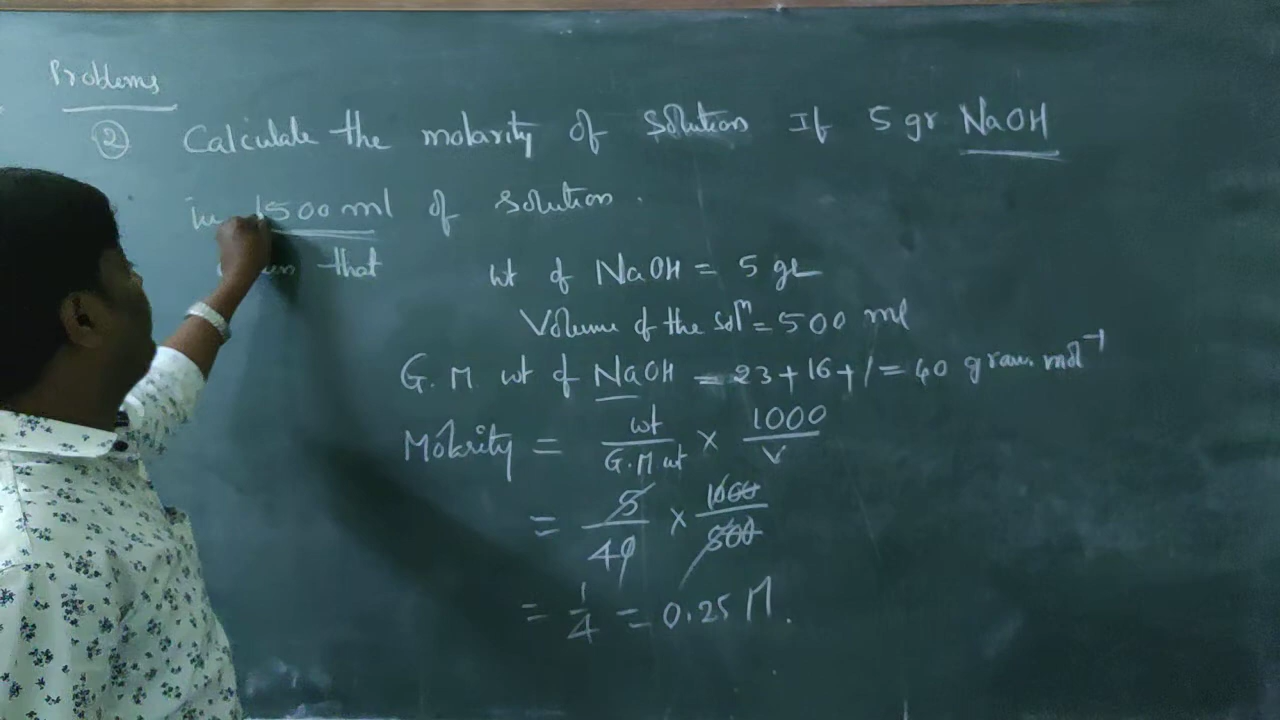 Problems
② Calculate the molarity of solution If 5 gr NaOH
in 1500 ml of solution.
that
wt of NaOH = 5 gr
Volume of the solⁿ = 500 ml
G.M wt of NaOH = 23+16+1 = 40 gram. mol⁻¹
Molarity = wt/G.M wt × 1000/V
= 5/40 × 1000/500
= 1/4 = 0.25 M.